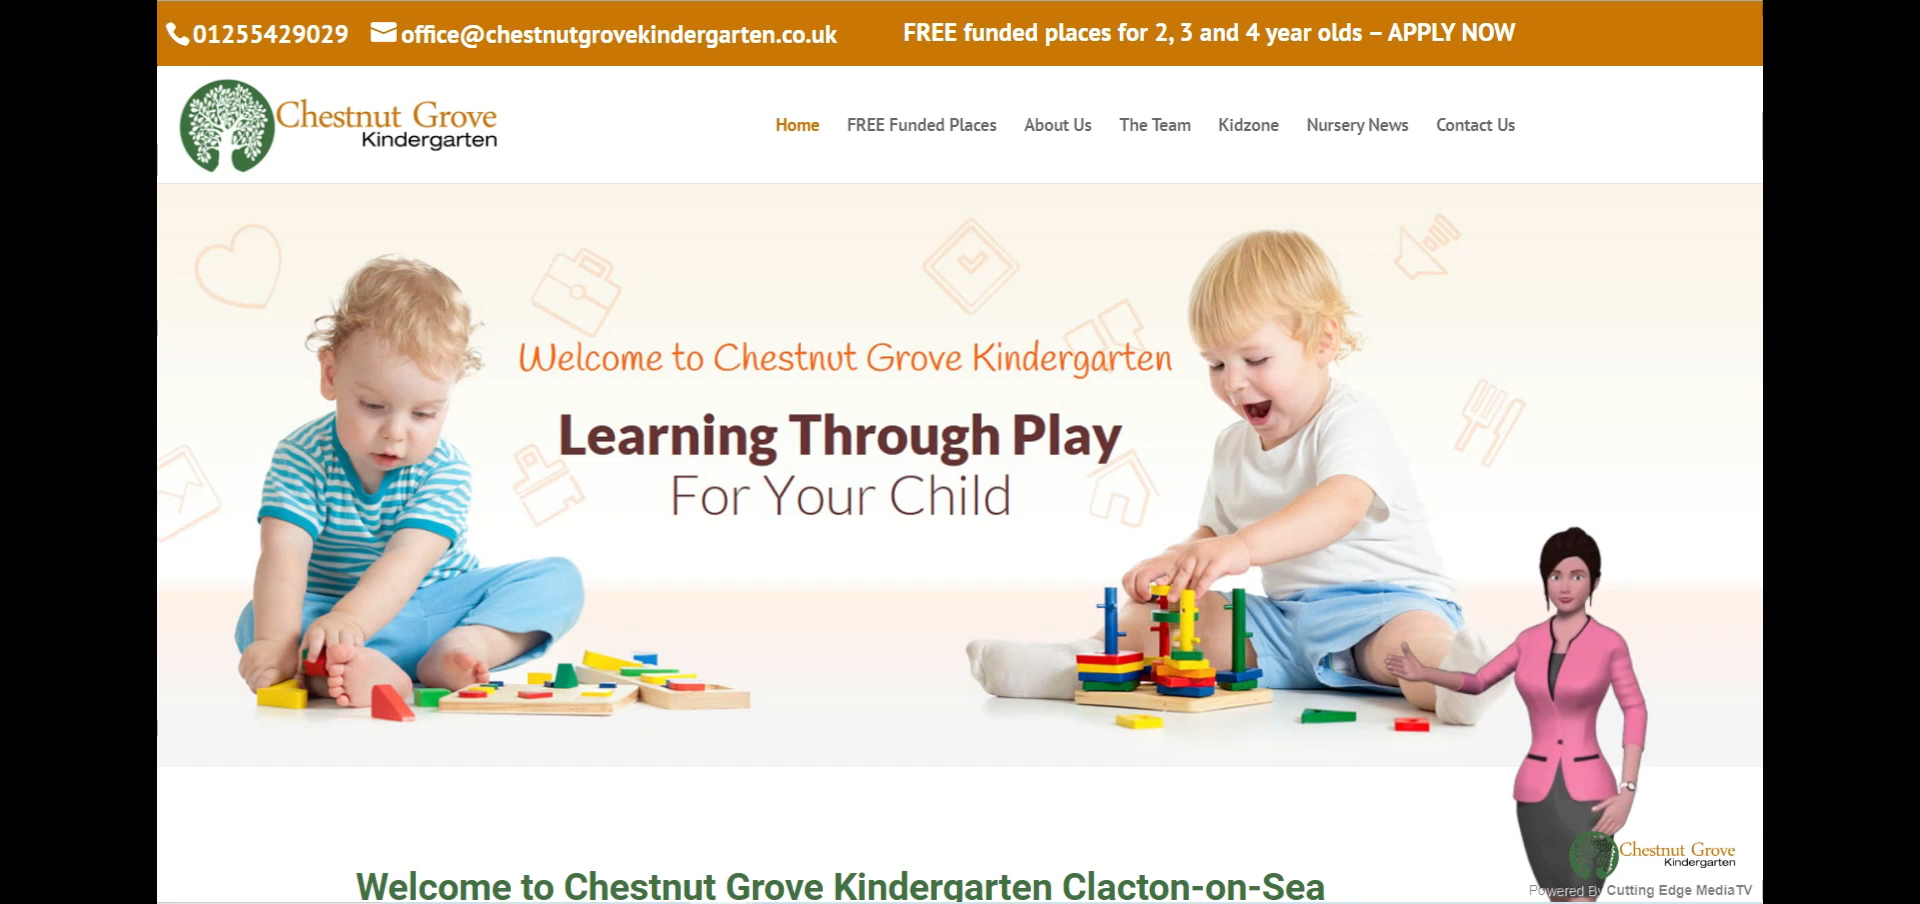 01255429029 office@chestnutgrovekindergarten.co.uk FREE funded places for 2, 3 and 4 year olds – APPLY NOW
Chestnut Grove
Kindergarten
Home FREE Funded Places About Us The Team Kidzone Nursery News Contact Us
Welcome to Chestnut Grove Kindergarten
Learning Through Play
For Your Child
Chestnut Grove
Kindergarten
Welcome to Chestnut Grove Kindergarten Clacton-on-Sea
Powered By Cutting Edge MediaTV